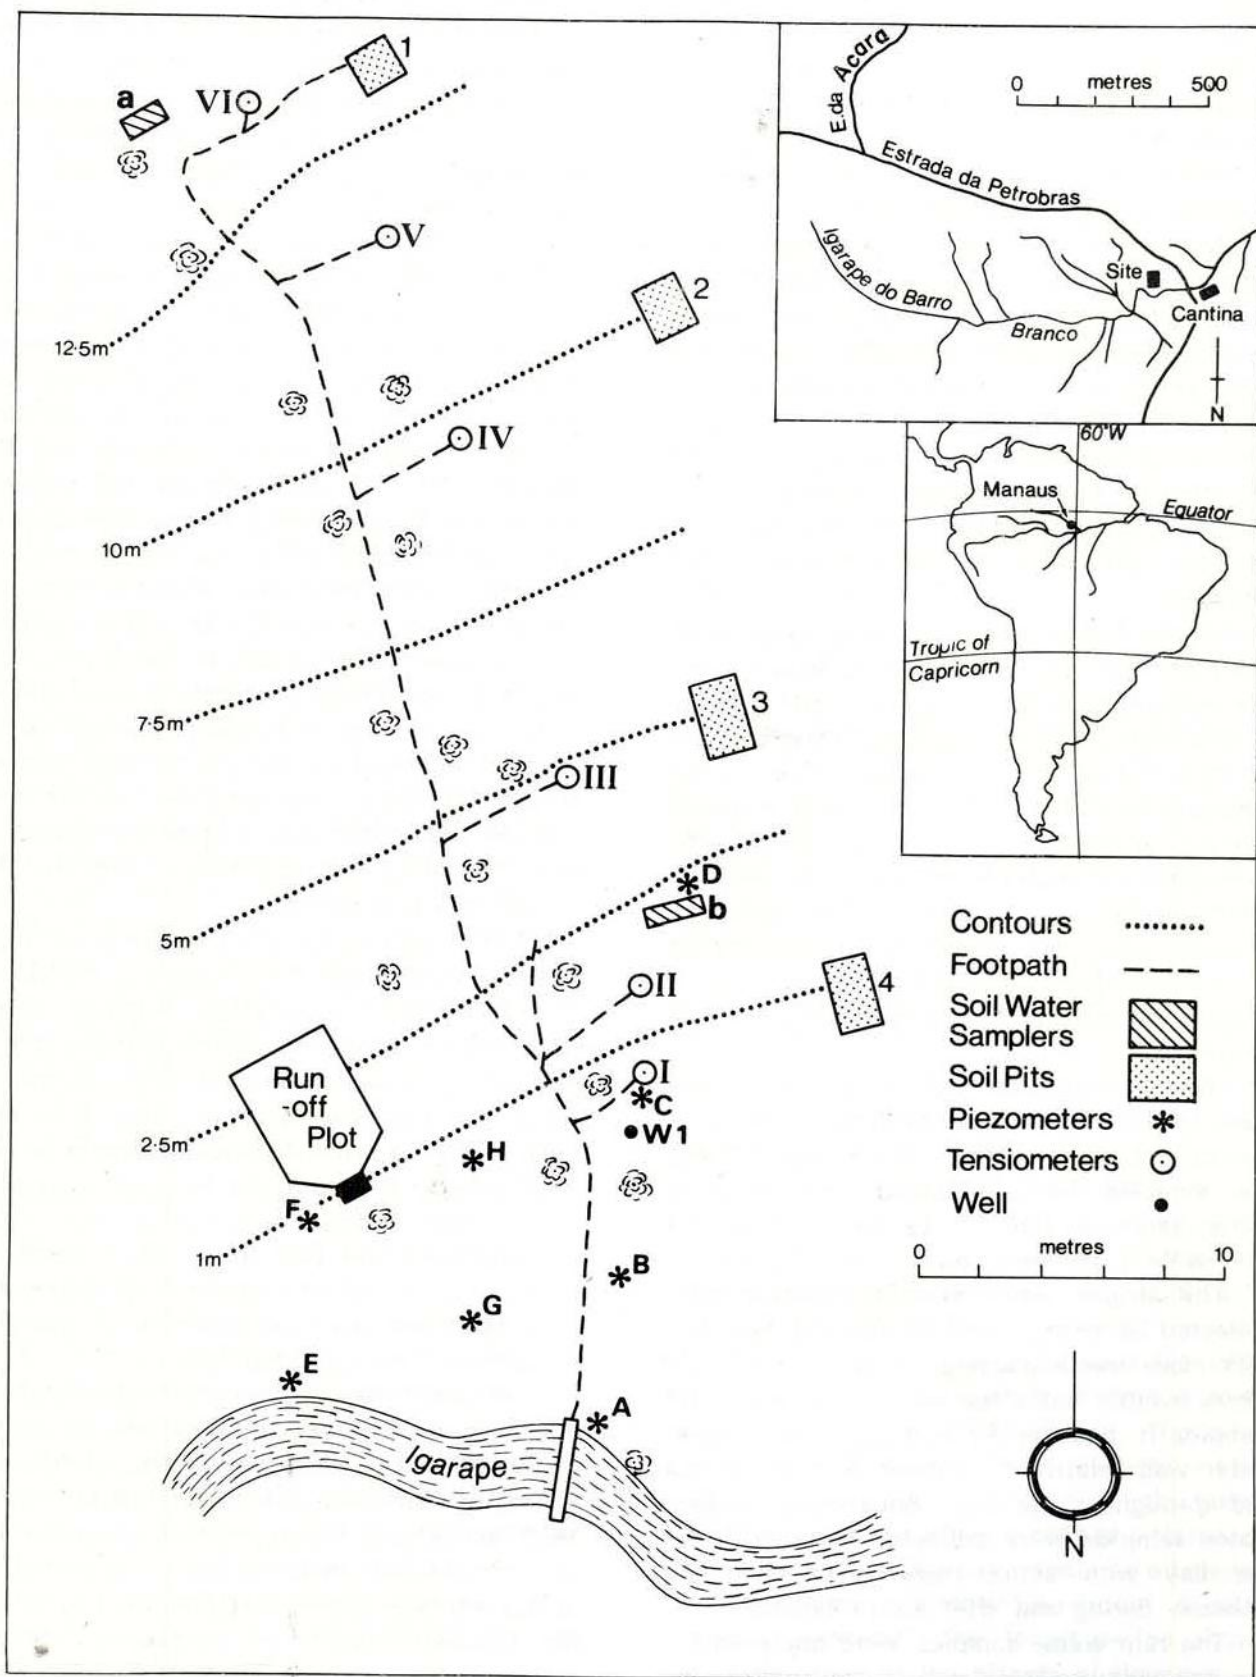 1
a
VI
V
2
12·5m
IV
10m
7·5m
3
III
5m
D
b
II
4
I
C
W1
Run
-off
Plot
2·5m
H
F
1m
B
G
E
A
Igarape
E.da Acara
0 metres 500
Estrada da Petrobras
Igarape do Barro
Branco
Site
Cantina
N
60°W
Manaus
Equator
Tropic of
Capricorn
Contours
Footpath
Soil Water
Samplers
Soil Pits
Piezometers
Tensiometers
Well
0 metres 10
N